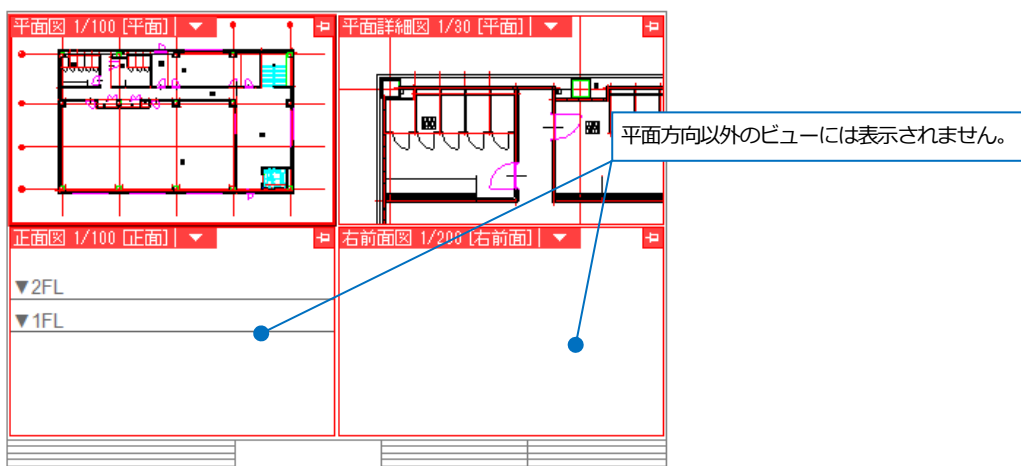 平面図 1/100 [平面]
平面詳細図 1/30 [平面]
平面方向以外のビューには表示されません。
正面図 1/100 [正面]
右前面図 1/200 [右前面]
▼2FL
▼1FL